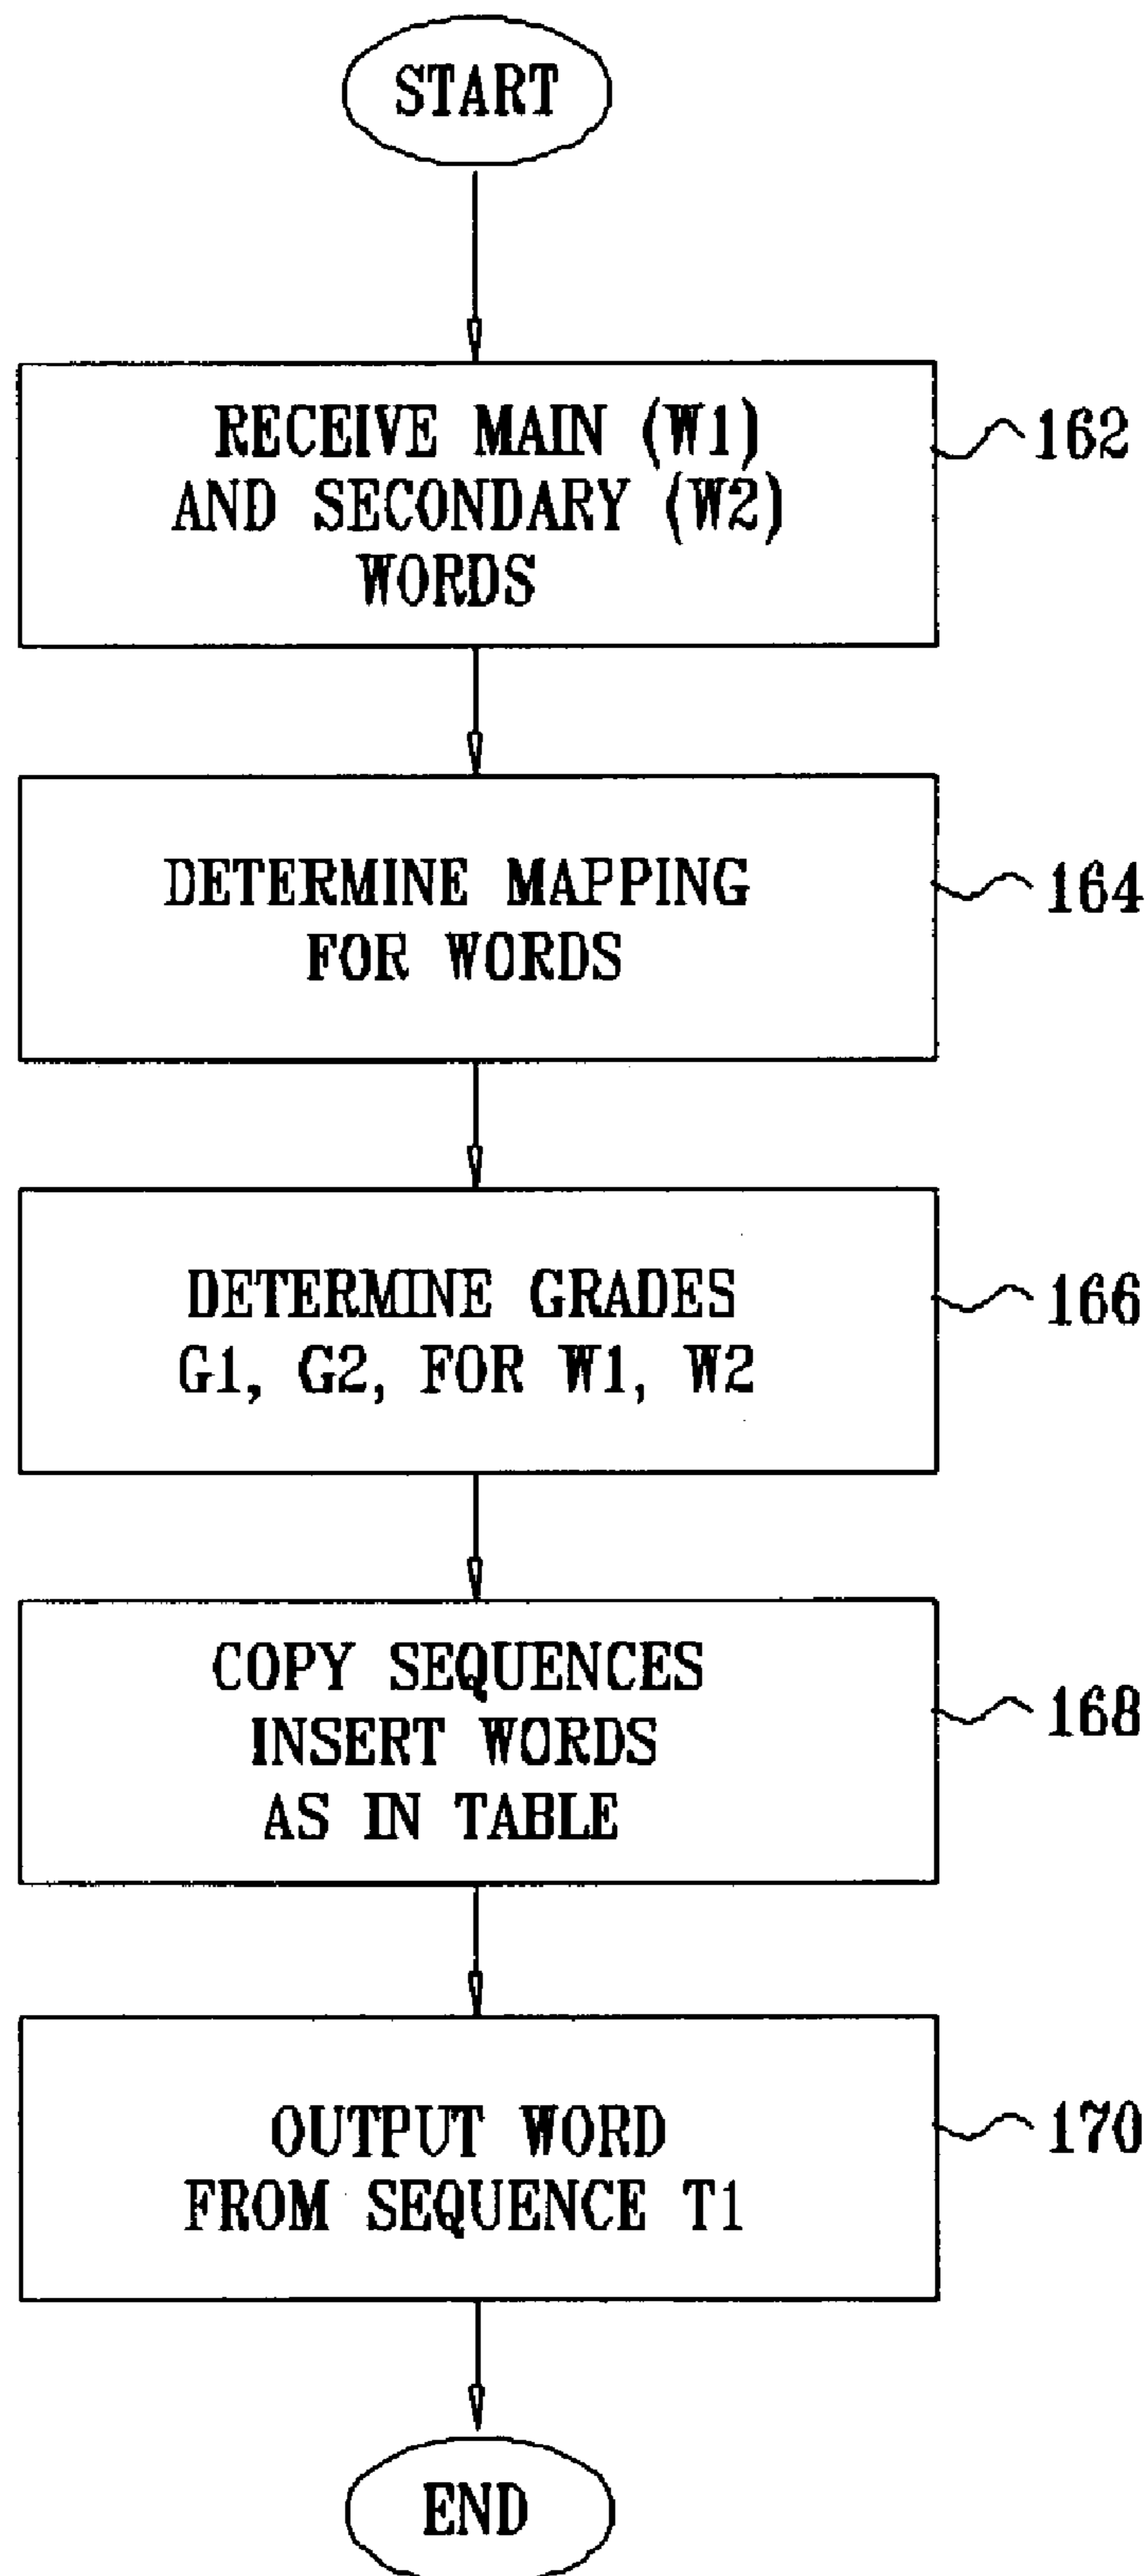 START
RECEIVE MAIN (W1)
AND SECONDARY (W2)
WORDS
162
DETERMINE MAPPING
FOR WORDS
164
DETERMINE GRADES
G1, G2, FOR W1, W2
166
COPY SEQUENCES
INSERT WORDS
AS IN TABLE
168
OUTPUT WORD
FROM SEQUENCE T1
170
END